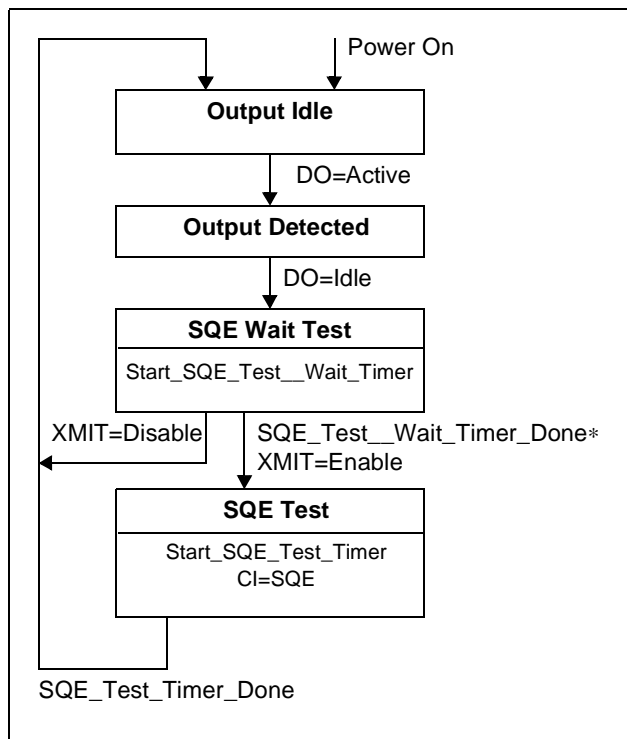 Power On
Output Idle
DO=Active
Output Detected
DO=Idle
SQE Wait Test
Start_SQE_Test__Wait_Timer
XMIT=Disable
SQE_Test__Wait_Timer_Done*
XMIT=Enable
SQE Test
Start_SQE_Test_Timer
CI=SQE
SQE_Test_Timer_Done